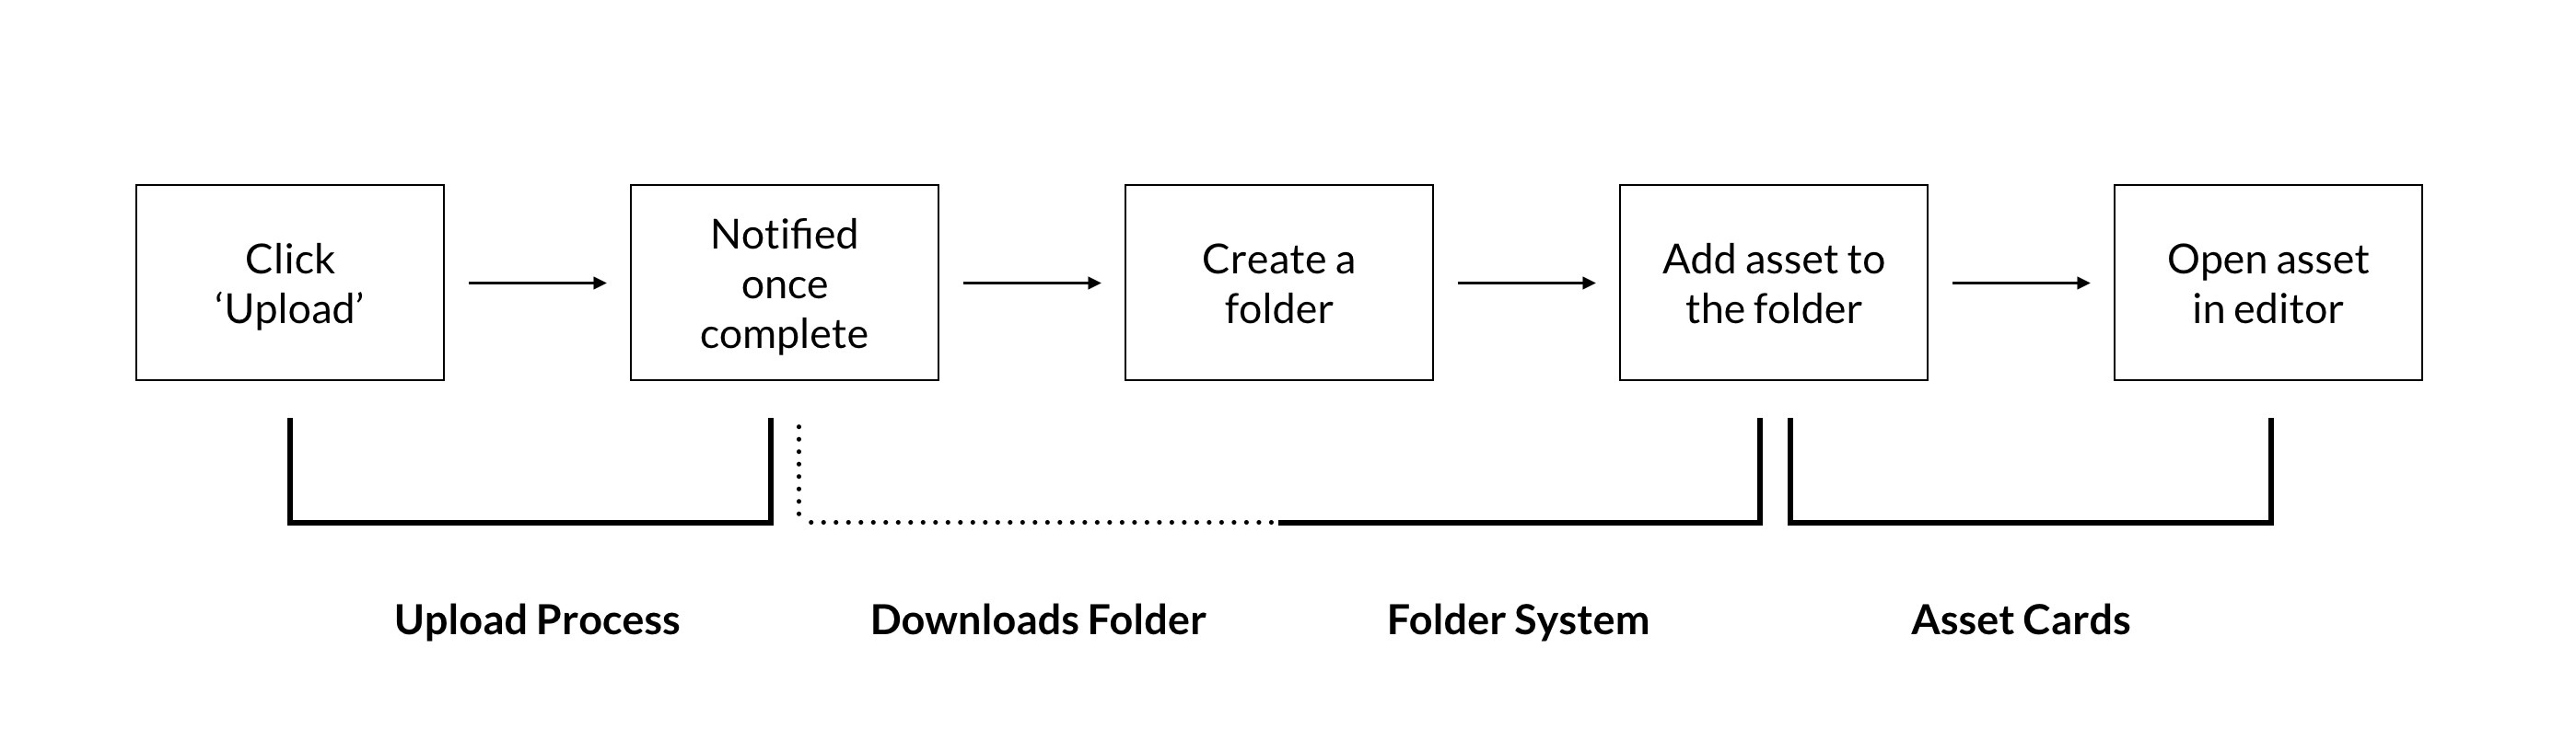 Click
‘Upload’
Notified
once
complete
Create a
folder
Add asset to
the folder
Open asset
in editor
Upload Process
Downloads Folder
Folder System
Asset Cards